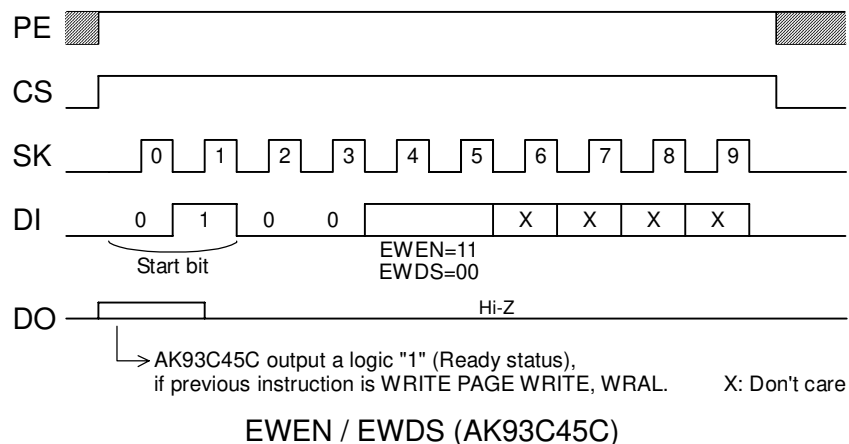 PE
CS
SK 0 1 2 3 4 5 6 7 8 9
DI 0 1 0 0 X X X X
Start bit
EWEN=11
EWDS=00
DO Hi-Z
AK93C45C output a logic "1" (Ready status),
if previous instruction is WRITE PAGE WRITE, WRAL. X: Don't care
EWEN / EWDS (AK93C45C)